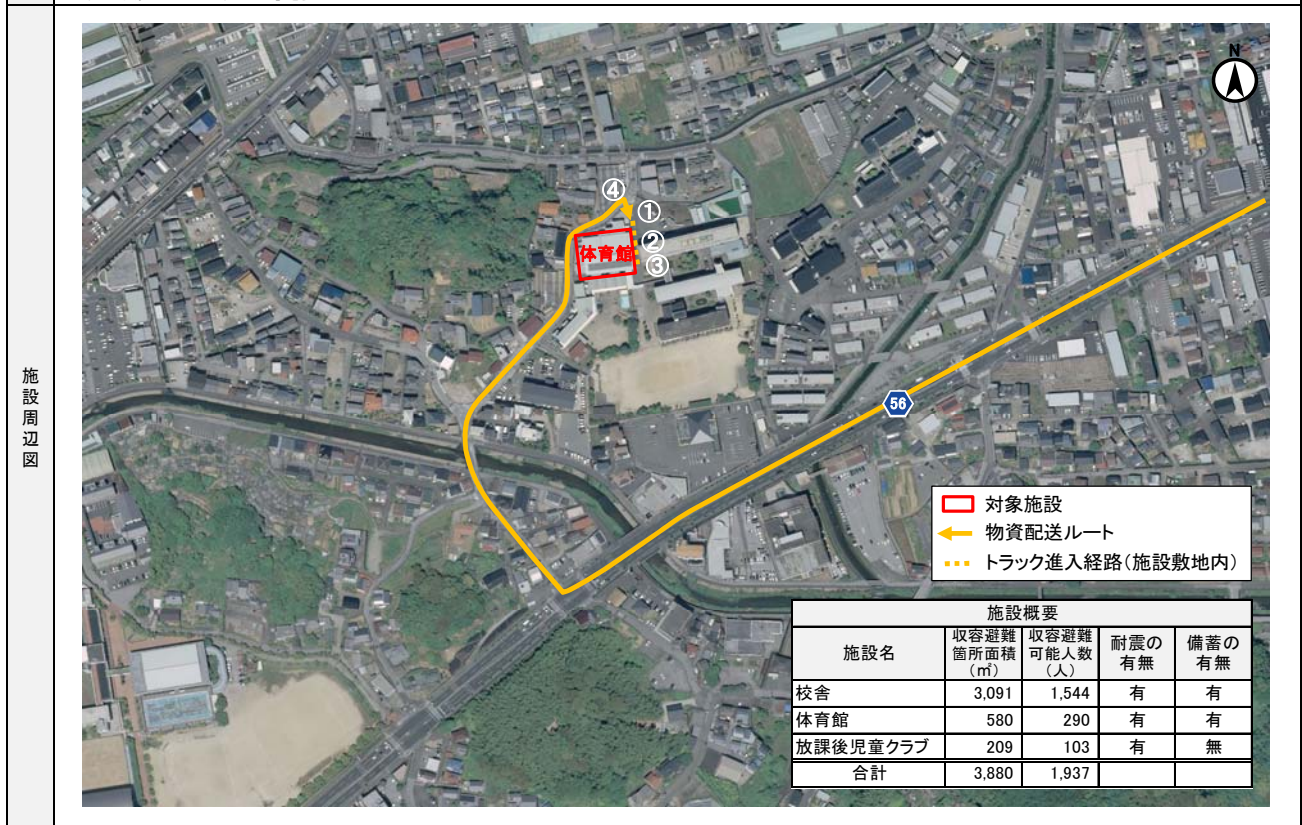 施設周辺図
N
④
①
②
③
体育館
56
対象施設
物資配送ルート
トラック進入経路(施設敷地内)
施設概要
施設名 収容避難箇所面積(㎡) 収容避難可能人数(人) 耐震の有無 備蓄の有無
校舎 3,091 1,544 有 有
体育館 580 290 有 有
放課後児童クラブ 209 103 有 無
合計 3,880 1,937